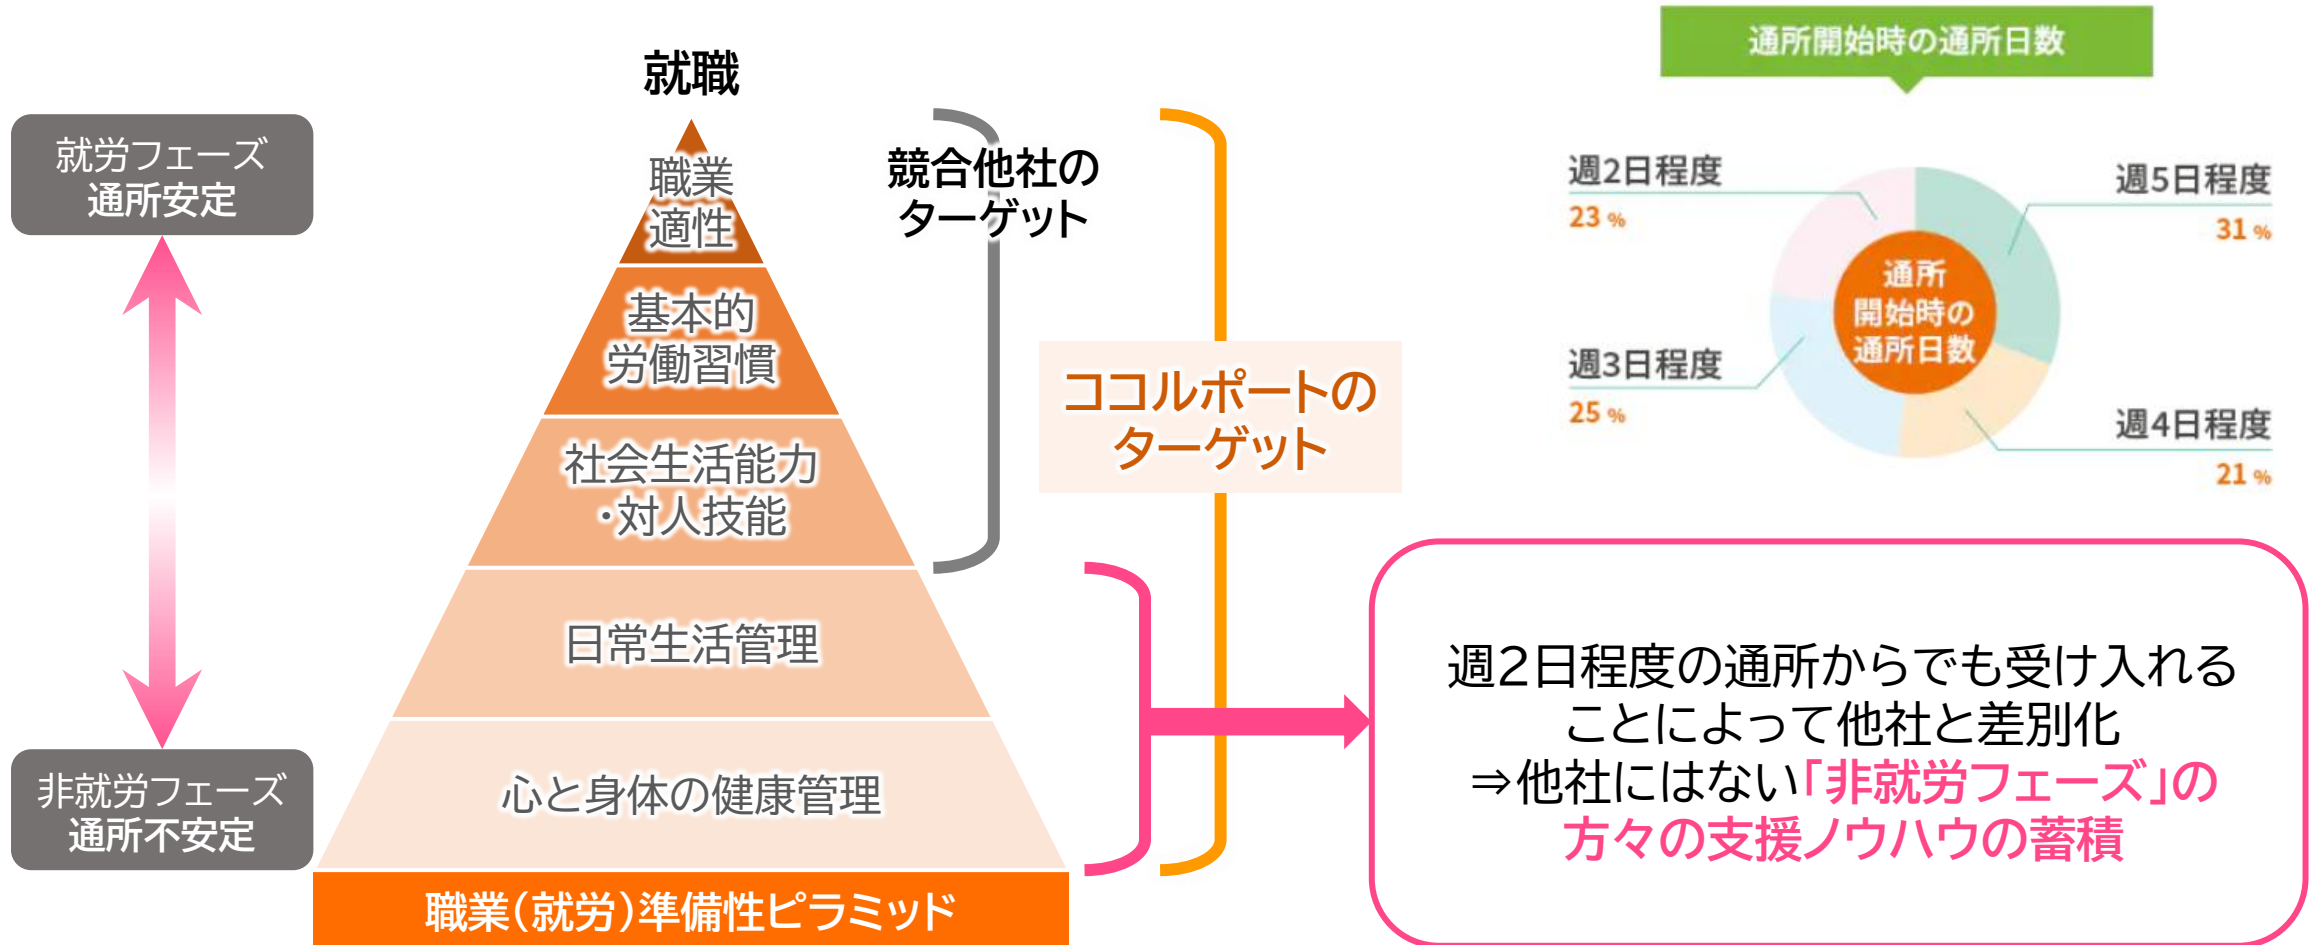 就職
就労フェーズ
通所安定
非就労フェーズ
通所不安定
職業
適性
基本的
労働習慣
社会生活能力
・対人技能
日常生活管理
心と身体の健康管理
職業（就労）準備性ピラミッド
競合他社の
ターゲット
ココルポートの
ターゲット
通所開始時の通所日数
週2日程度
23 %
週5日程度
31 %
通所
開始時の
通所日数
週3日程度
25 %
週4日程度
21 %
週2日程度の通所からでも受け入れる
ことによって他社と差別化
⇒他社にはない「非就労フェーズ」の
方々の支援ノウハウの蓄積